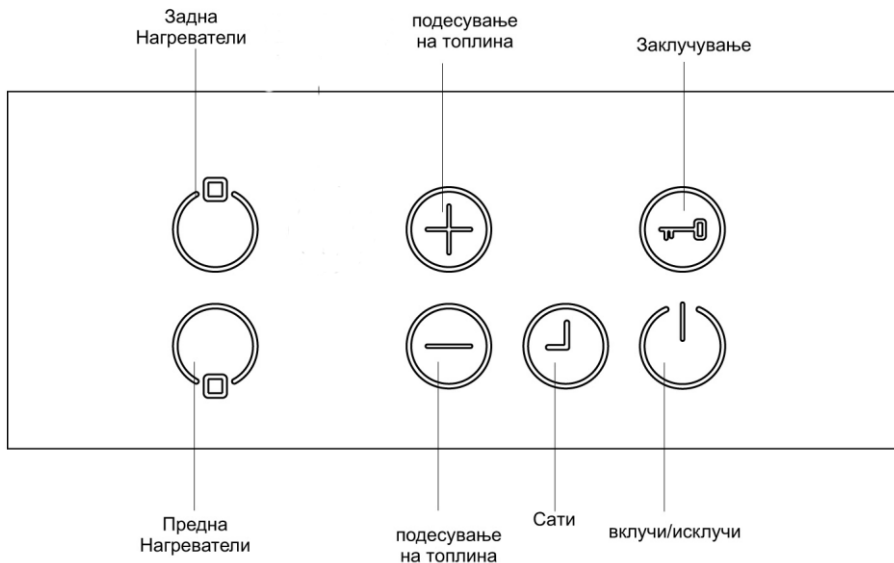 Задна
Нагреватели
подесување
на топлина
Заклучување
Предна
Нагреватели
подесување
на топлина
Сати
вклучи/исклучи